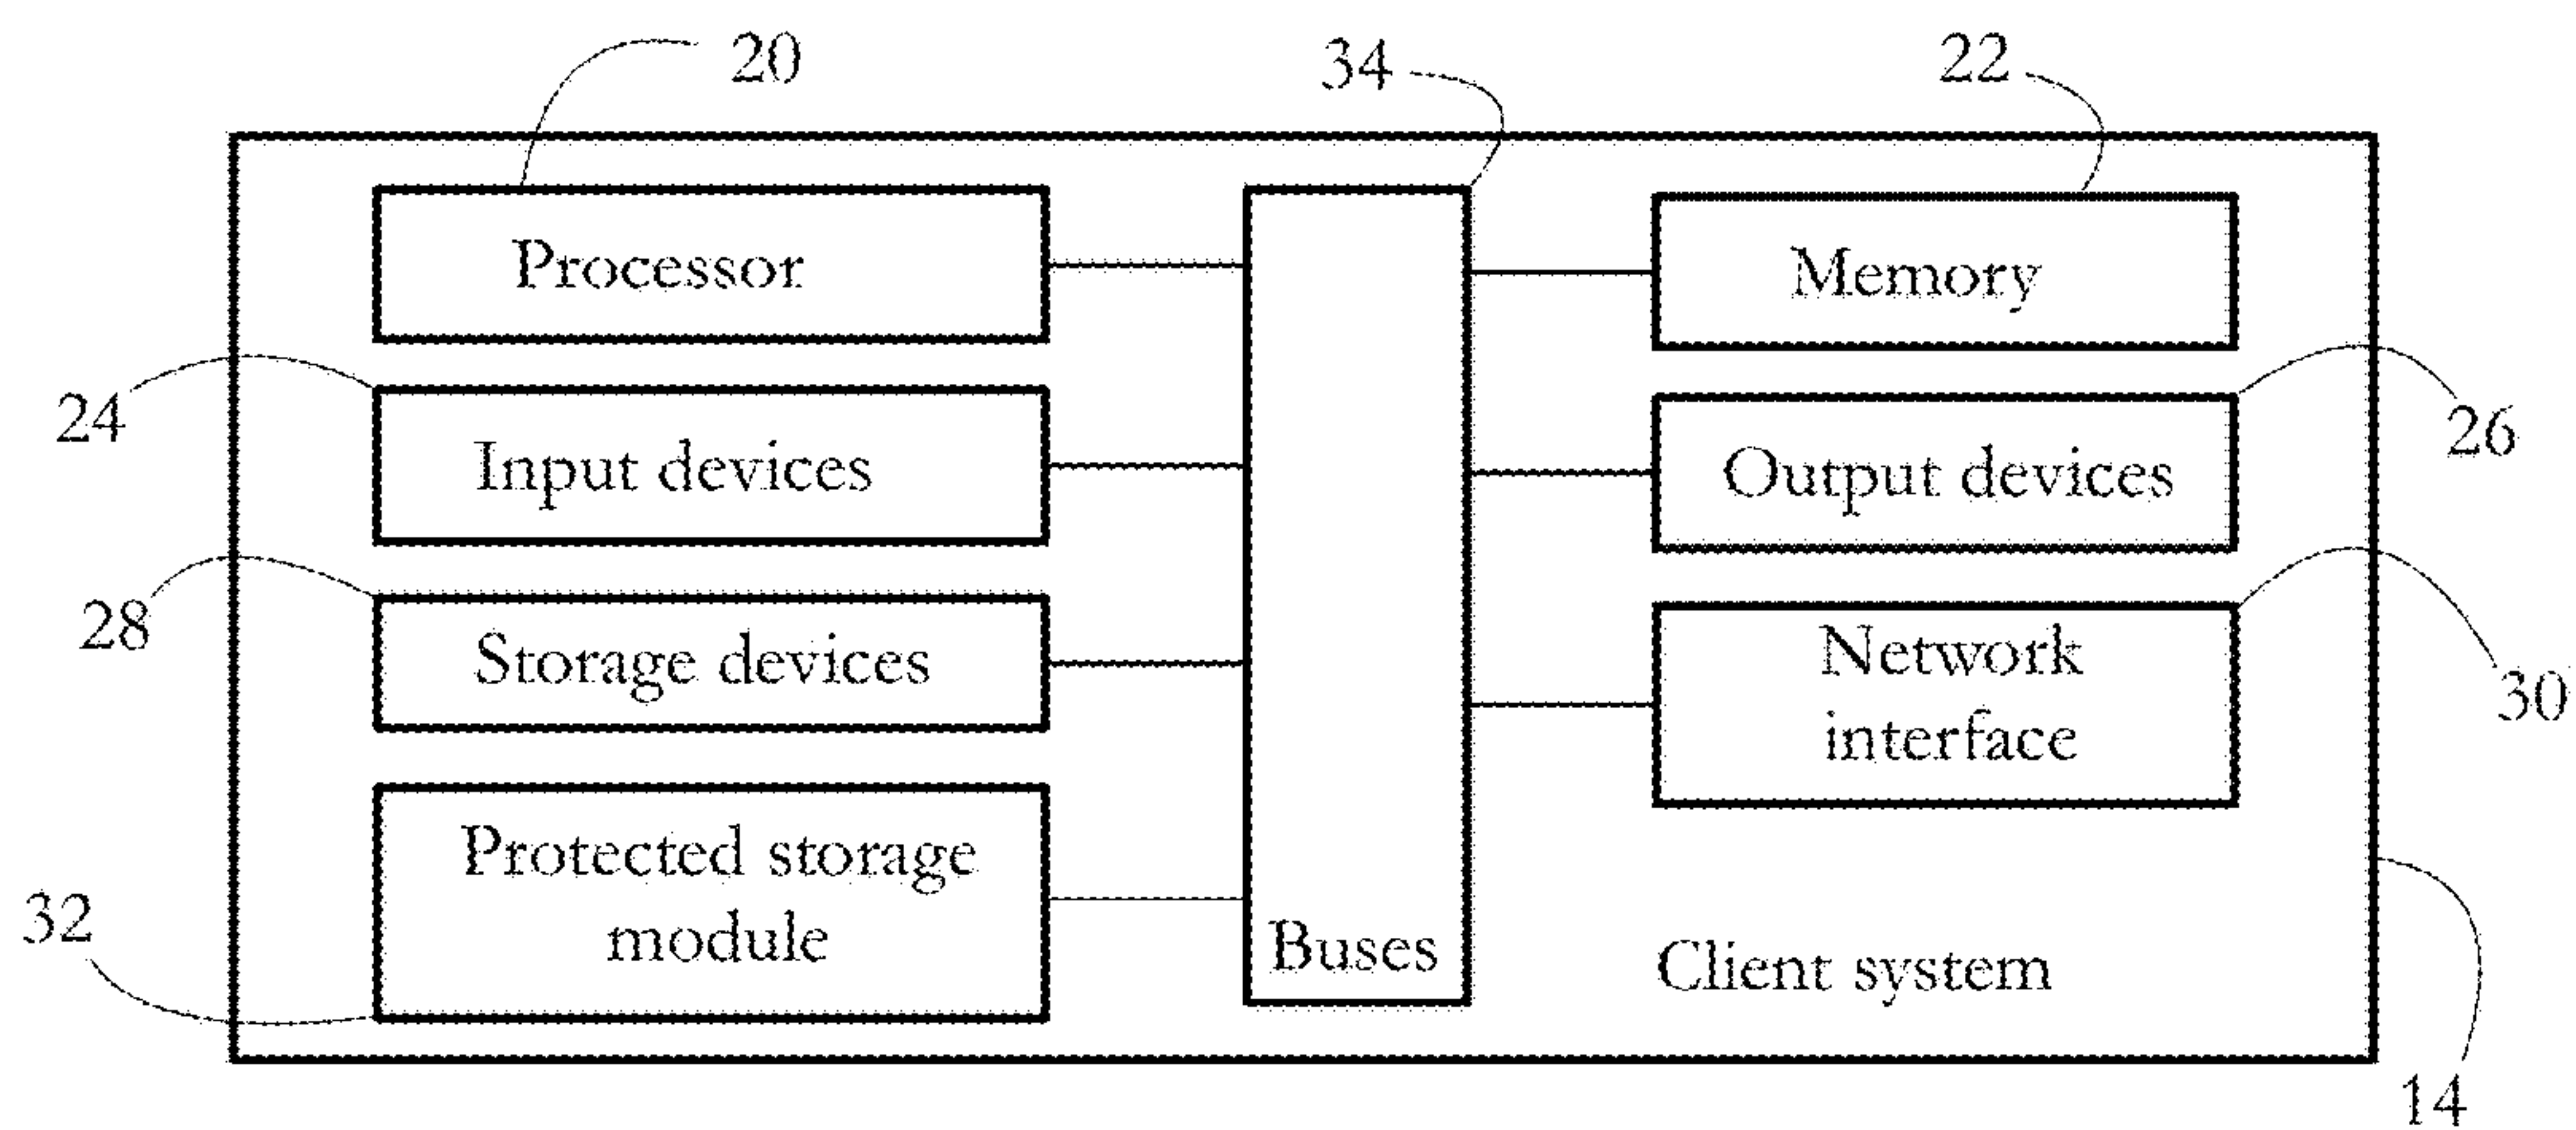 20
34
22
Processor
Memory
24
Input devices
Output devices
26
28
Storage devices
Network
interface
30
Protected storage
module
32
Buses
Client system
14